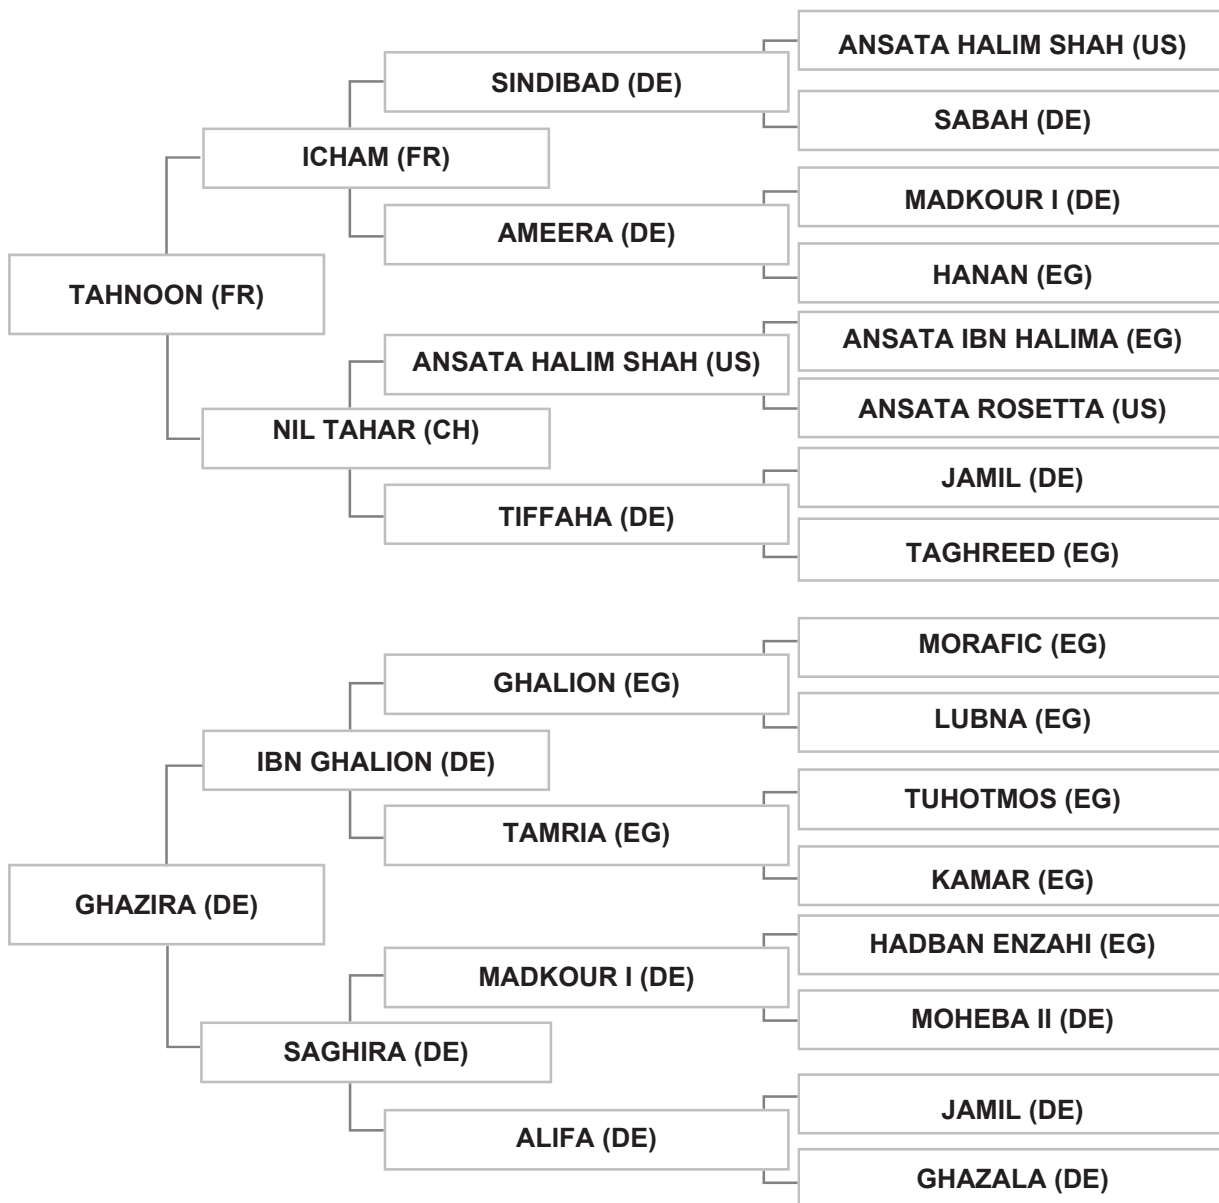 ANSATA HALIM SHAH (US)
SINDIBAD (DE)
SABAH (DE)
ICHAM (FR)
MADKOUR I (DE)
AMEERA (DE)
HANAN (EG)
TAHNOON (FR)
ANSATA IBN HALIMA (EG)
ANSATA HALIM SHAH (US)
ANSATA ROSETTA (US)
NIL TAHAR (CH)
JAMIL (DE)
TIFFAHA (DE)
TAGHREED (EG)
MORAFIC (EG)
GHALION (EG)
LUBNA (EG)
IBN GHALION (DE)
TUHOTMOS (EG)
TAMRIA (EG)
KAMAR (EG)
GHAZIRA (DE)
HADBAN ENZAHI (EG)
MADKOUR I (DE)
MOHEBA II (DE)
SAGHIRA (DE)
JAMIL (DE)
ALIFA (DE)
GHAZALA (DE)